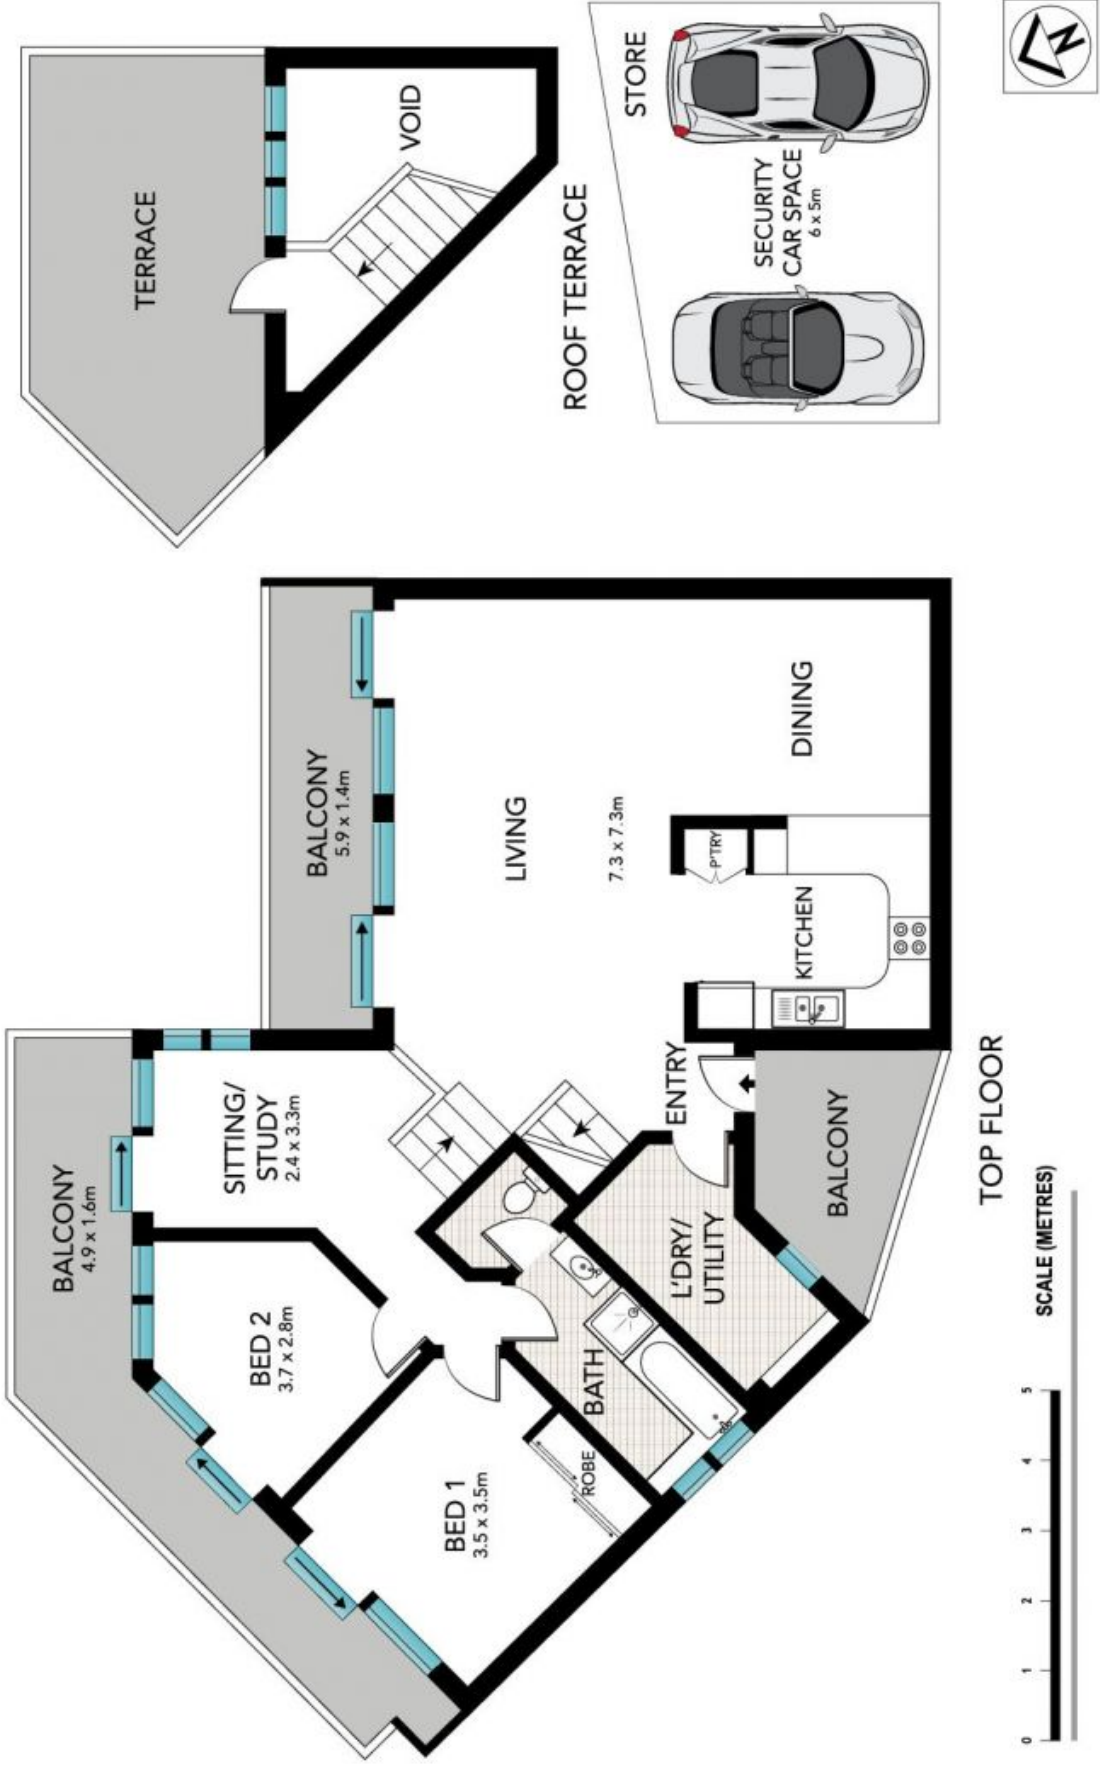 BALCONY
4.9 x 1.6m
SITTING/
STUDY
2.4 x 3.3m
BED 2
3.7 x 2.8m
BED 1
3.5 x 3.5m
ROBE
BATH
L'DRY/
UTILITY
ENTRY
BALCONY
BALCONY
5.9 x 1.4m
LIVING
7.3 x 7.3m
P'TRY
KITCHEN
DINING
TOP FLOOR
TERRACE
VOID
ROOF TERRACE
STORE
SECURITY
CAR SPACE
6 x 5m
N
SCALE (METRES)
0 1 2 3 4 5